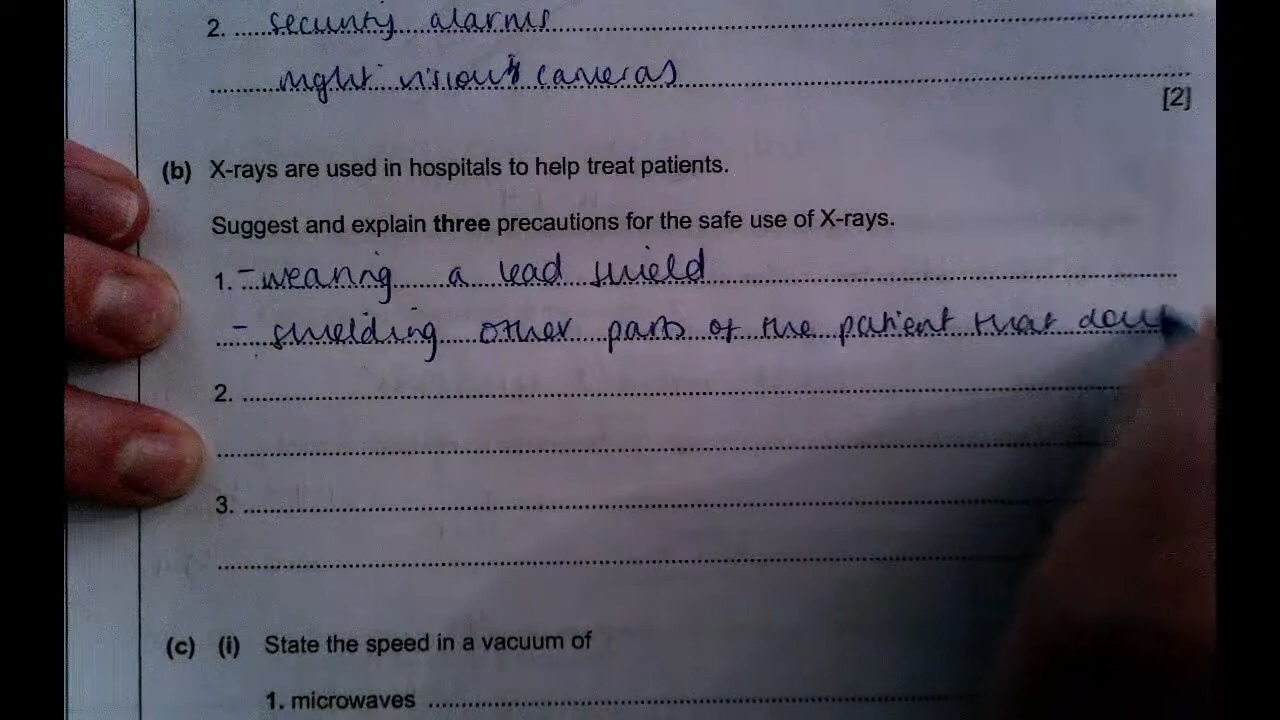 2. security alarms
night vision cameras
[2]
(b) X-rays are used in hospitals to help treat patients.
Suggest and explain three precautions for the safe use of X-rays.
1. - wearing a lead shield
- shielding other parts of the patient that
2.
3.
(c) (i) State the speed in a vacuum of
1. microwaves